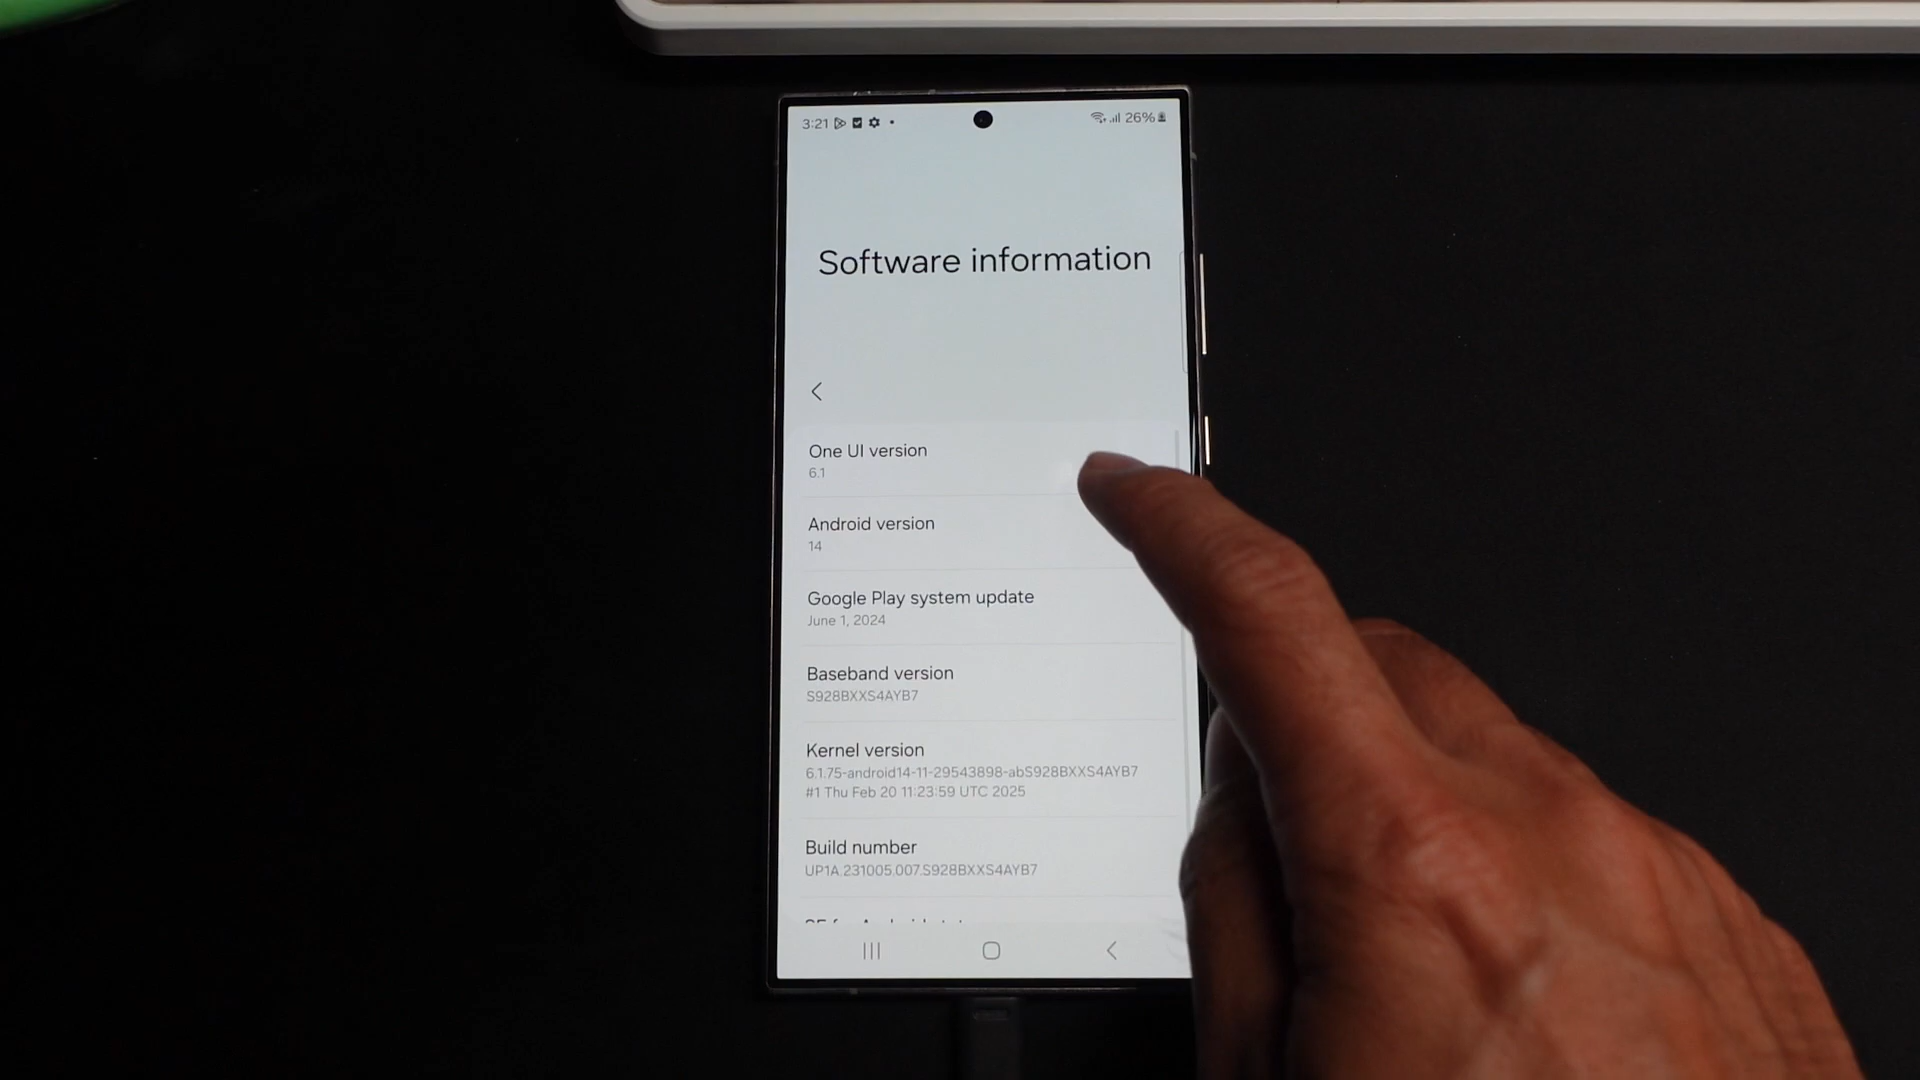 3:21
26%
Software information
One UI version
6.1
Android version
14
Google Play system update
June 1, 2024
Baseband version
S928BXXS4AYB7
Kernel version
6.1.75-android14-11-29543898-abS928BXXS4AYB7
#1 Thu Feb 20 11:23:59 UTC 2025
Build number
UP1A.231005.007.S928BXXS4AYB7